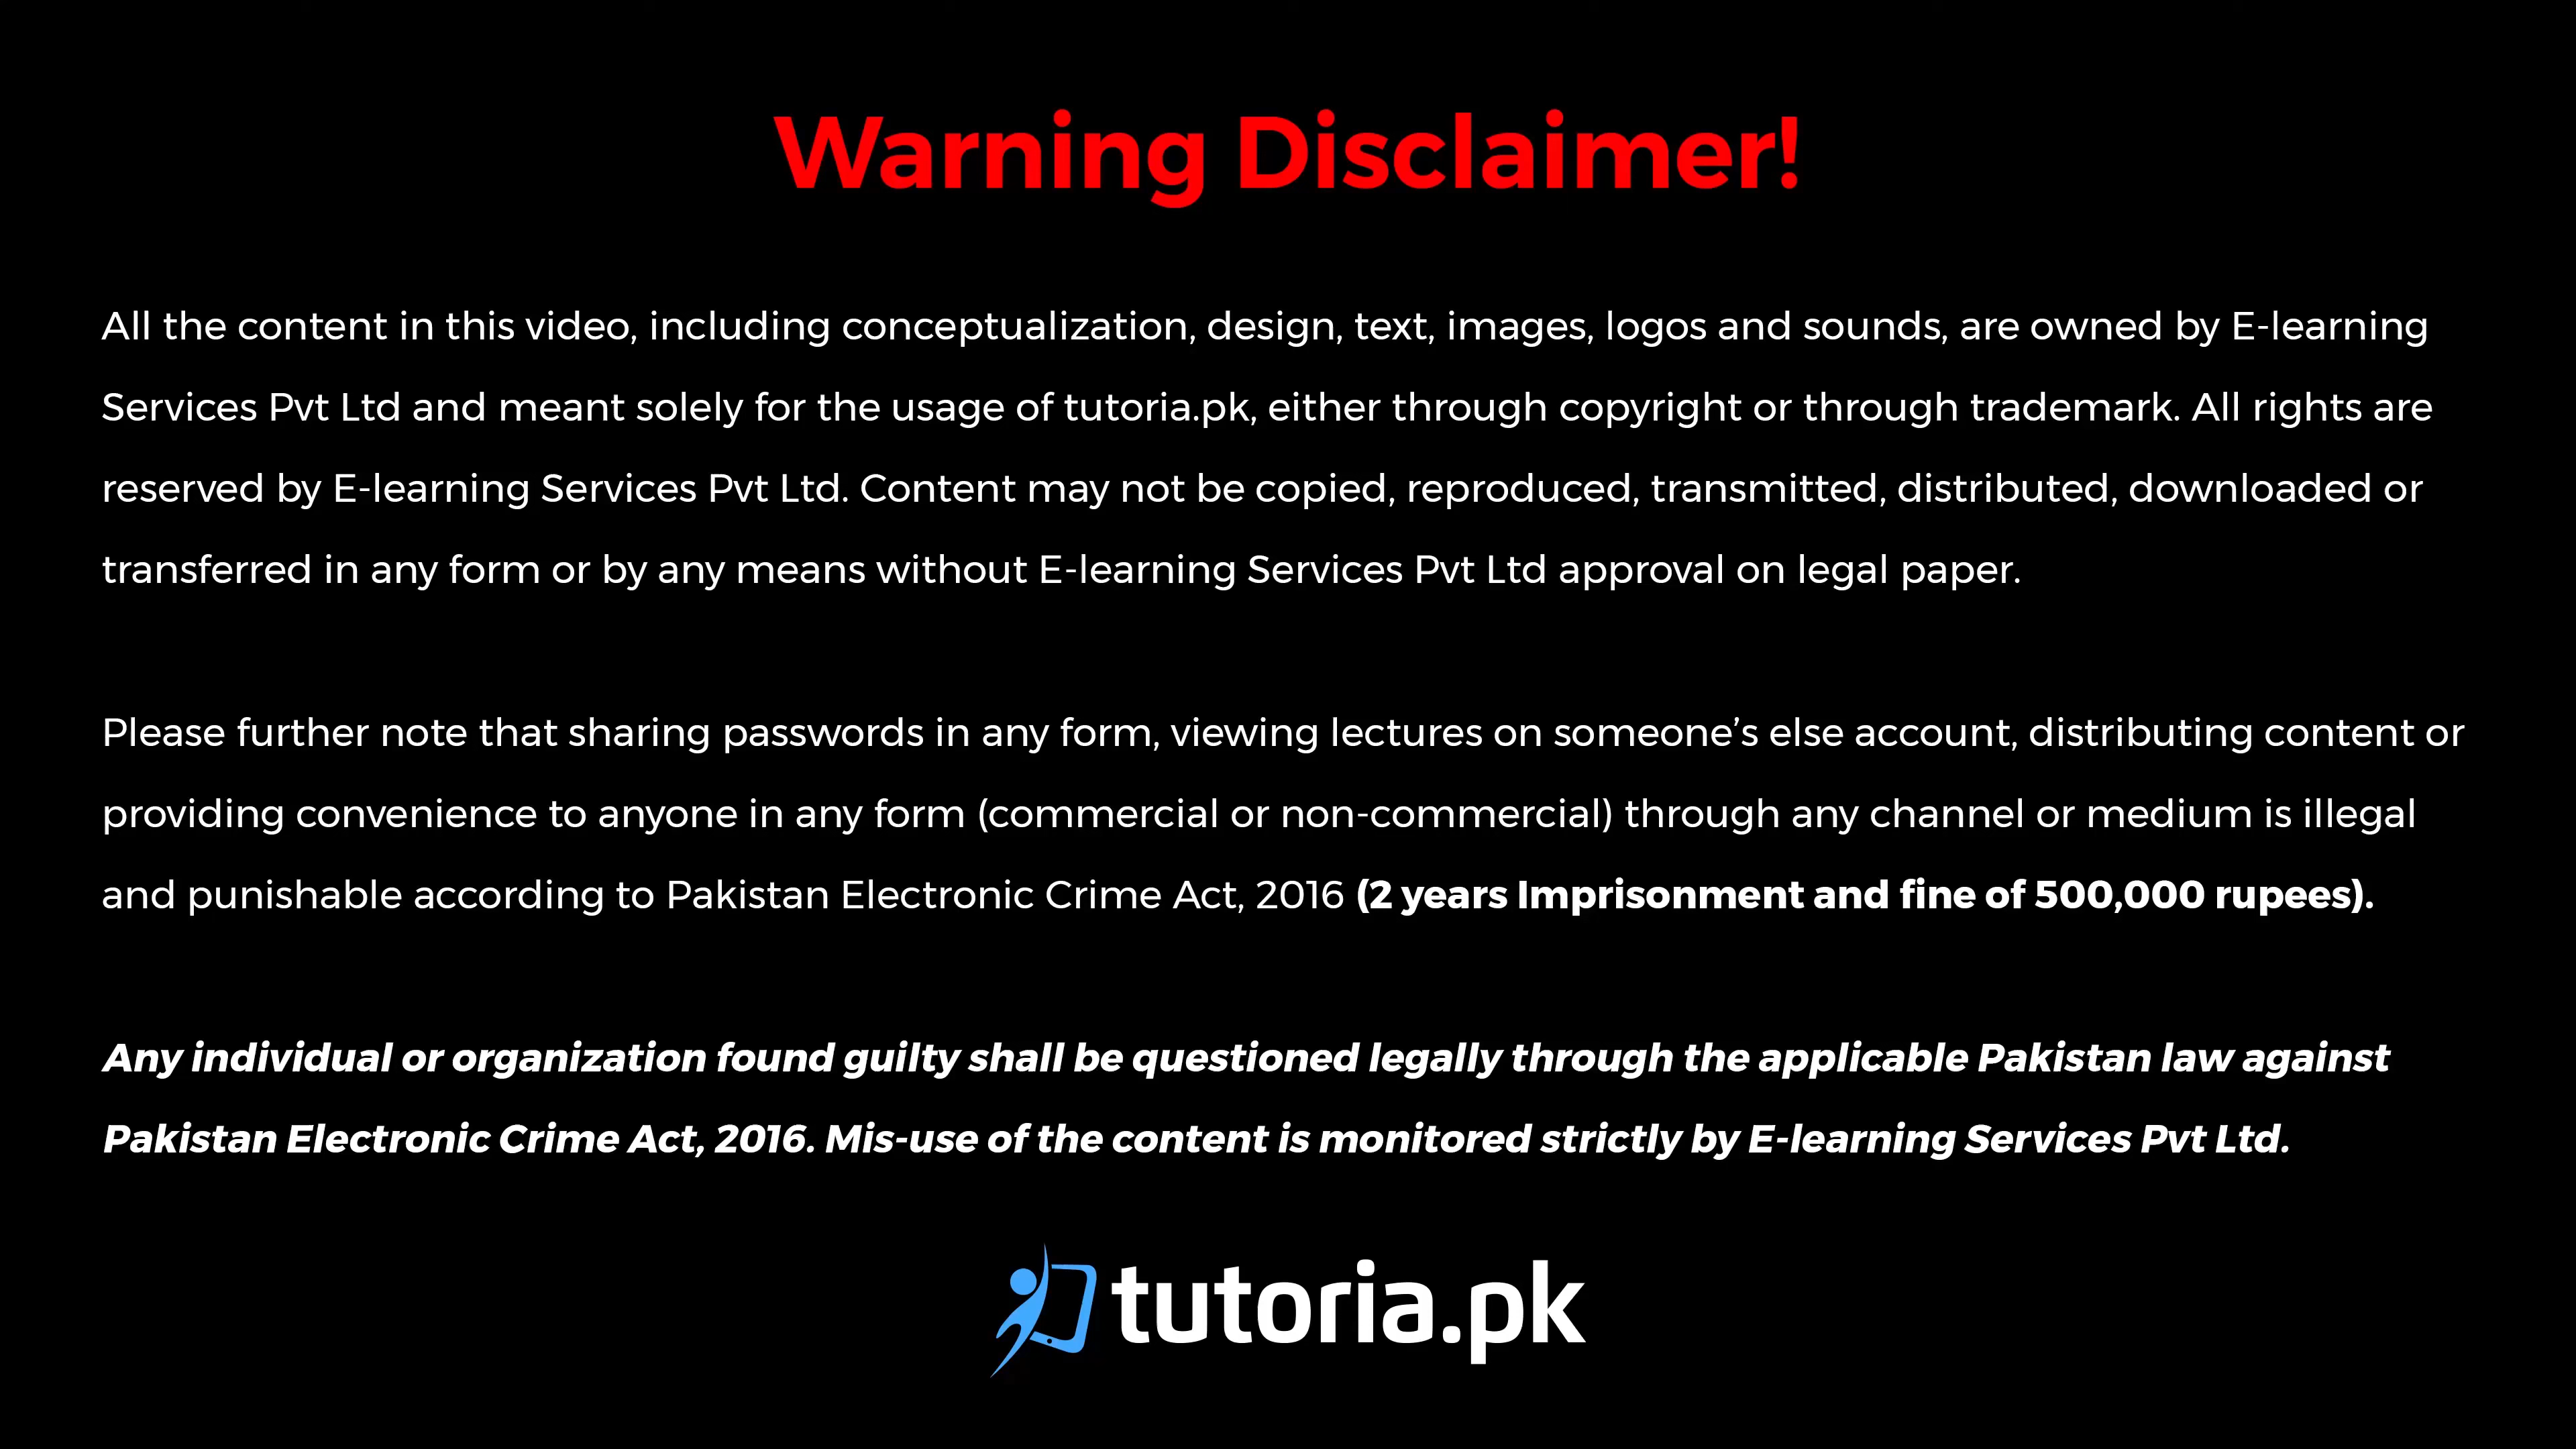 Warning Disclaimer!
All the content in this video, including conceptualization, design, text, images, logos and sounds, are owned by E-learning
Services Pvt Ltd and meant solely for the usage of tutoria.pk, either through copyright or through trademark. All rights are
reserved by E-learning Services Pvt Ltd. Content may not be copied, reproduced, transmitted, distributed, downloaded or
transferred in any form or by any means without E-learning Services Pvt Ltd approval on legal paper.
Please further note that sharing passwords in any form, viewing lectures on someone’s else account, distributing content or
providing convenience to anyone in any form (commercial or non-commercial) through any channel or medium is illegal
and punishable according to Pakistan Electronic Crime Act, 2016 (2 years Imprisonment and fine of 500,000 rupees).
Any individual or organization found guilty shall be questioned legally through the applicable Pakistan law against
Pakistan Electronic Crime Act, 2016. Mis-use of the content is monitored strictly by E-learning Services Pvt Ltd.
tutoria.pk